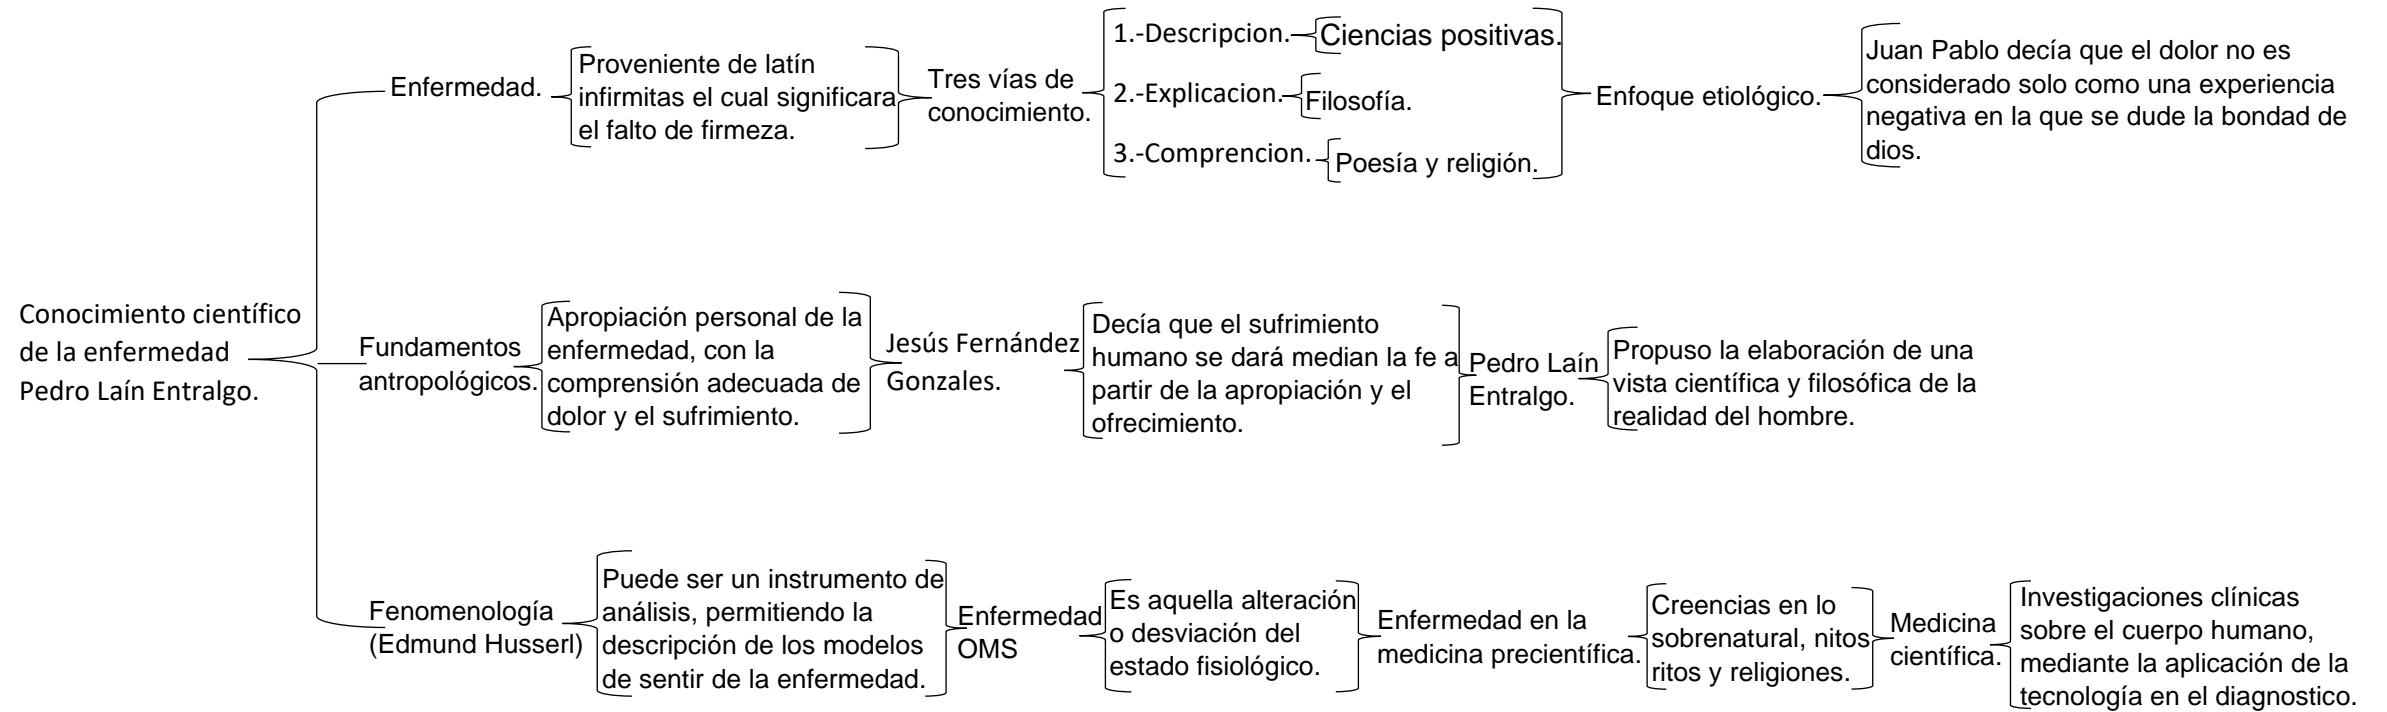 Conocimiento científico
de la enfermedad
Pedro Laín Entralgo.
Enfermedad.
Proveniente de latín
infirmitas el cual significara
el falto de firmeza.
Tres vías de
conocimiento.
1.-Descripcion.
Ciencias positivas.
2.-Explicacion.
Filosofía.
3.-Comprencion.
Poesía y religión.
Enfoque etiológico.
Juan Pablo decía que el dolor no es
considerado solo como una experiencia
negativa en la que se dude la bondad de
dios.
Fundamentos
antropológicos.
Apropiación personal de la
enfermedad, con la
comprensión adecuada de
dolor y el sufrimiento.
Jesús Fernández
Gonzales.
Decía que el sufrimiento
humano se dará median la fe a
partir de la apropiación y el
ofrecimiento.
Pedro Laín
Entralgo.
Propuso la elaboración de una
vista científica y filosófica de la
realidad del hombre.
Fenomenología
(Edmund Husserl)
Puede ser un instrumento de
análisis, permitiendo la
descripción de los modelos
de sentir de la enfermedad.
Enfermedad
OMS
Es aquella alteración
o desviación del
estado fisiológico.
Enfermedad en la
medicina precientífica.
Creencias en lo
sobrenatural, nitos
ritos y religiones.
Medicina
científica.
Investigaciones clínicas
sobre el cuerpo humano,
mediante la aplicación de la
tecnología en el diagnostico.